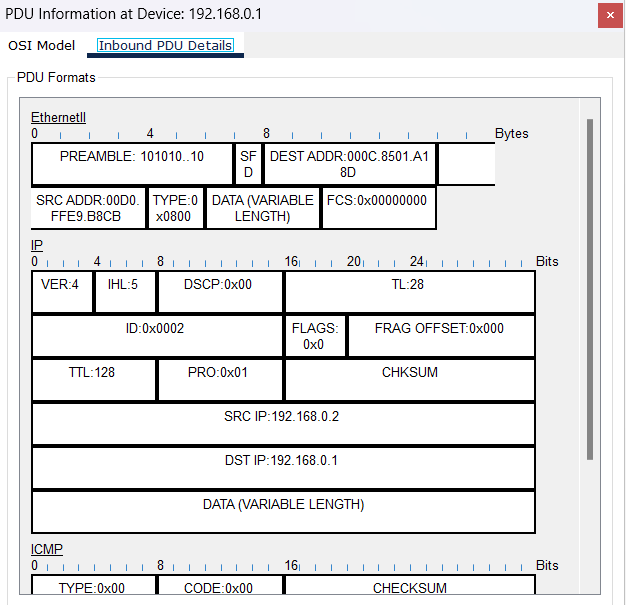 PDU Information at Device: 192.168.0.1
OSI Model Inbound PDU Details
PDU Formats
EthernetII
0 4 8 Bytes
PREAMBLE: 101010..10 SF D DEST ADDR:000C.8501.A1 8D
SRC ADDR:00D0. FFE9.B8CB TYPE:0 x0800 DATA (VARIABLE LENGTH) FCS:0x00000000
IP
0 4 8 16 20 24 Bits
VER:4 IHL:5 DSCP:0x00 TL:28
ID:0x0002 FLAGS: 0x0 FRAG OFFSET:0x000
TTL:128 PRO:0x01 CHKSUM
SRC IP:192.168.0.2
DST IP:192.168.0.1
DATA (VARIABLE LENGTH)
ICMP
0 8 16 Bits
TYPE:0x00 CODE:0x00 CHECKSUM